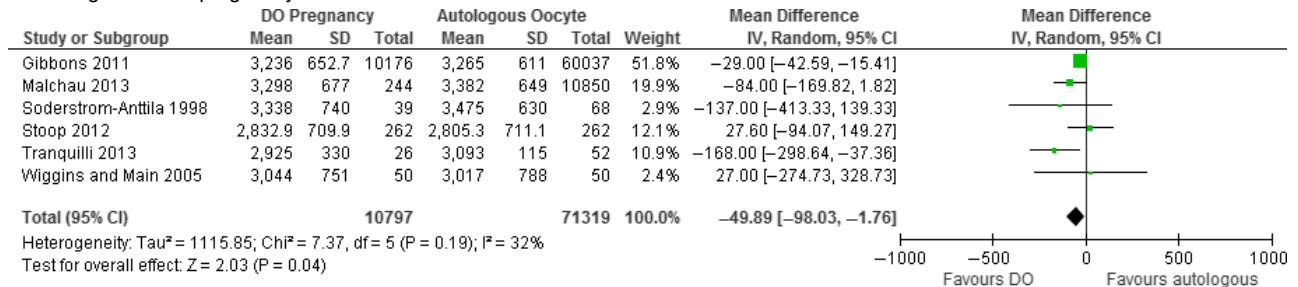 DO Pregnancy Autologous Oocyte Mean Difference Mean Difference
Study or Subgroup Mean SD Total Mean SD Total Weight IV, Random, 95% CI IV, Random, 95% CI
Gibbons 2011 3,236 652.7 10176 3,265 611 60037 51.8% −29.00 [−42.59, −15.41]
Malchau 2013 3,298 677 244 3,382 649 10850 19.9% −84.00 [−169.82, 1.82]
Soderstrom-Anttila 1998 3,338 740 39 3,475 630 68 2.9% −137.00 [−413.33, 139.33]
Stoop 2012 2,832.9 709.9 262 2,805.3 711.1 262 12.1% 27.60 [−94.07, 149.27]
Tranquilli 2013 2,925 330 26 3,093 115 52 10.9% −168.00 [−298.64, −37.36]
Wiggins and Main 2005 3,044 751 50 3,017 788 50 2.4% 27.00 [−274.73, 328.73]
Total (95% CI) 10797 71319 100.0% −49.89 [−98.03, −1.76]
Heterogeneity: Tau² = 1115.85; Chi² = 7.37, df = 5 (P = 0.19); I² = 32%
Test for overall effect: Z = 2.03 (P = 0.04)
−1000 −500 0 500 1000
Favours DO Favours autologous